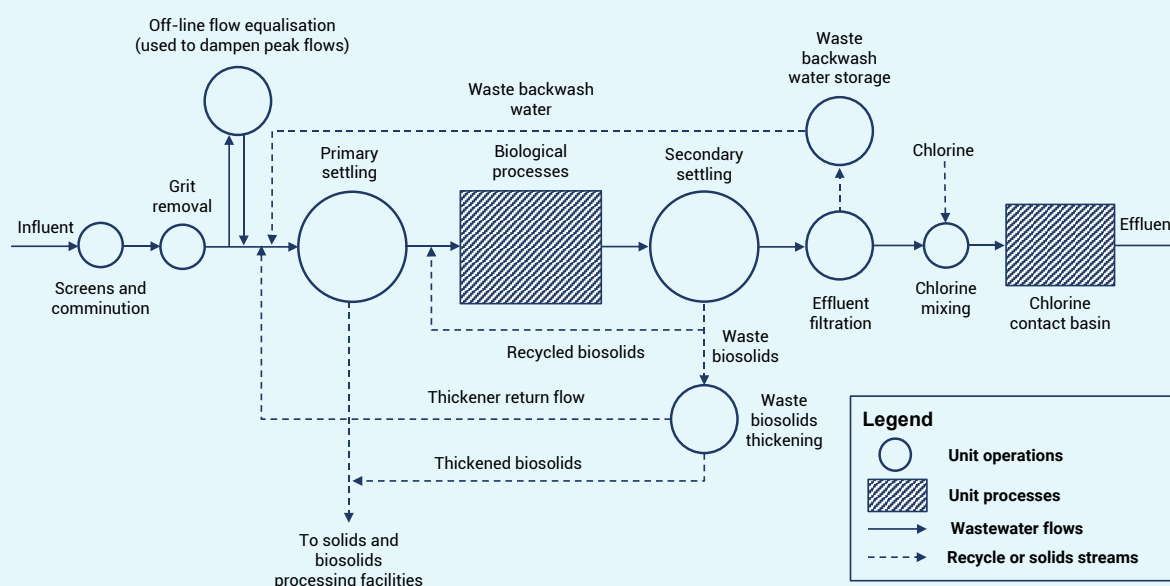 Off-line flow equalisation
(used to dampen peak flows)
Waste
backwash
water storage
Waste backwash
water
Primary
settling
Biological
processes
Secondary
settling
Chlorine
Grit
removal
Influent
Effluen
Screens and
comminution
Effluent
filtration
Chlorine
mixing
Chlorine
contact basin
Recycled biosolids
Waste
biosolids
Thickener return flow
Waste
biosolids
thickening
Thickened biosolids
To solids and
biosolids
processing facilities
Legend
Unit operations
Unit processes
Wastewater flows
Recycle or solids streams